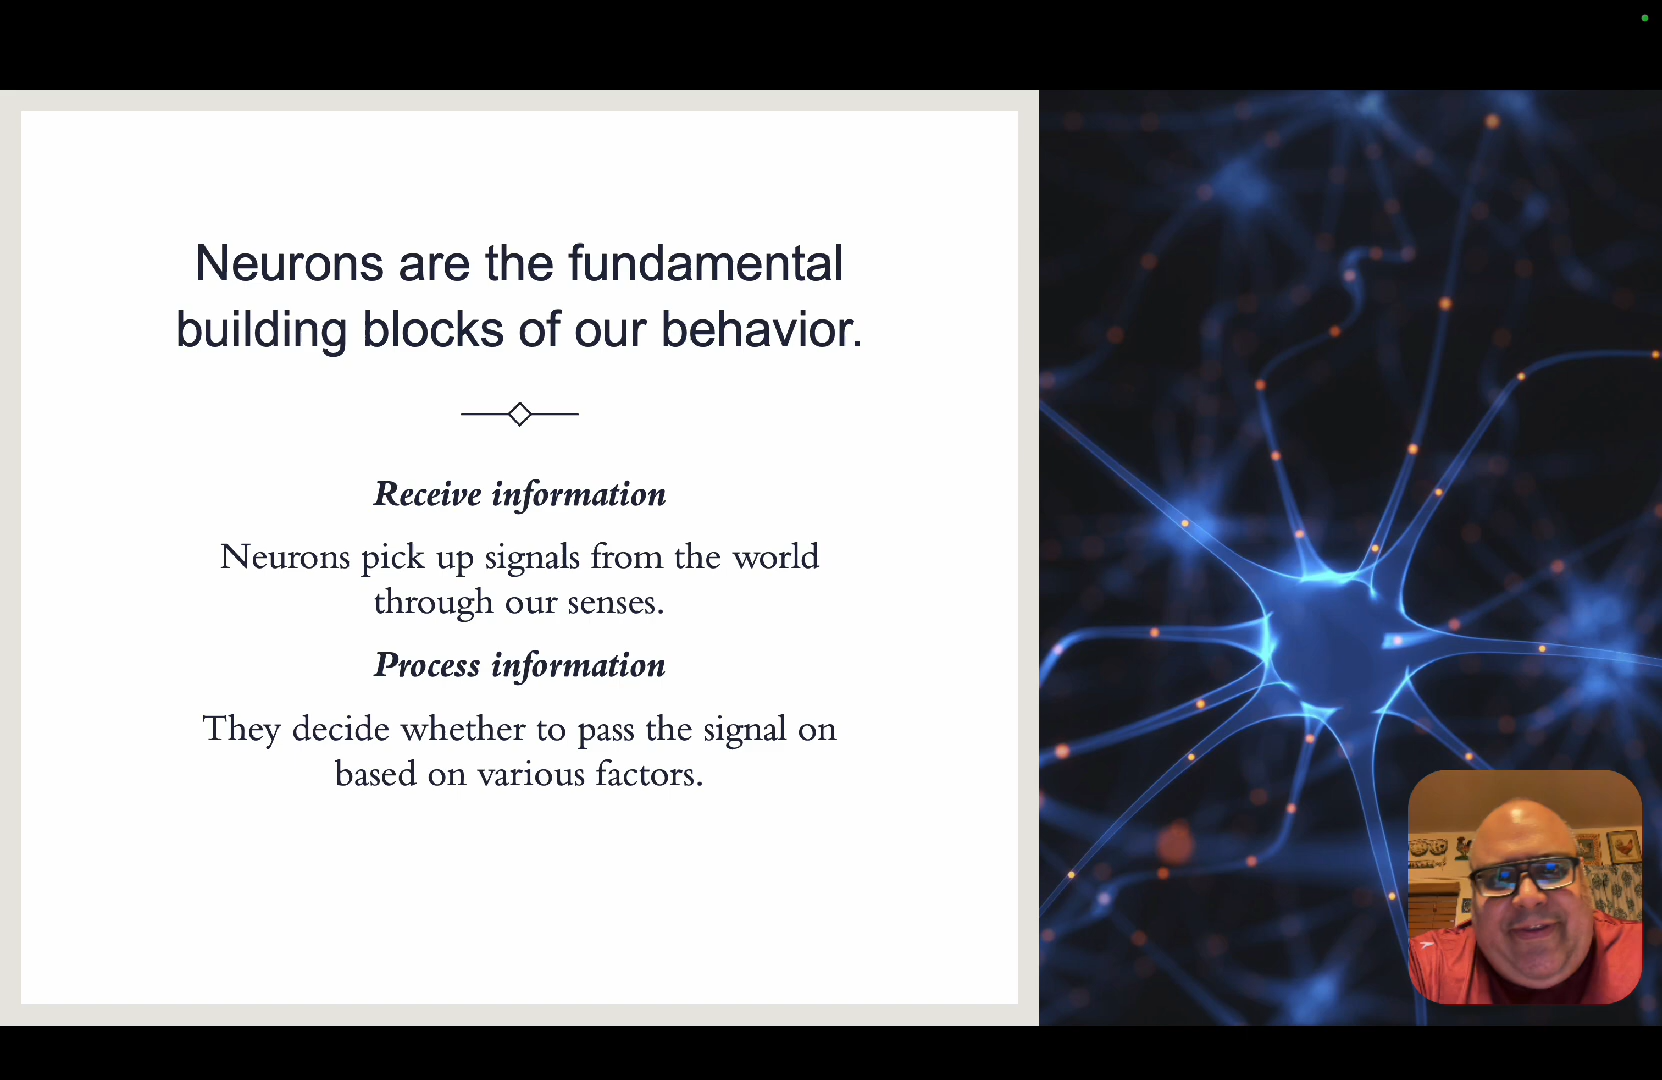 Neurons are the fundamental
building blocks of our behavior.
Receive information
Neurons pick up signals from the world
through our senses.
Process information
They decide whether to pass the signal on
based on various factors.